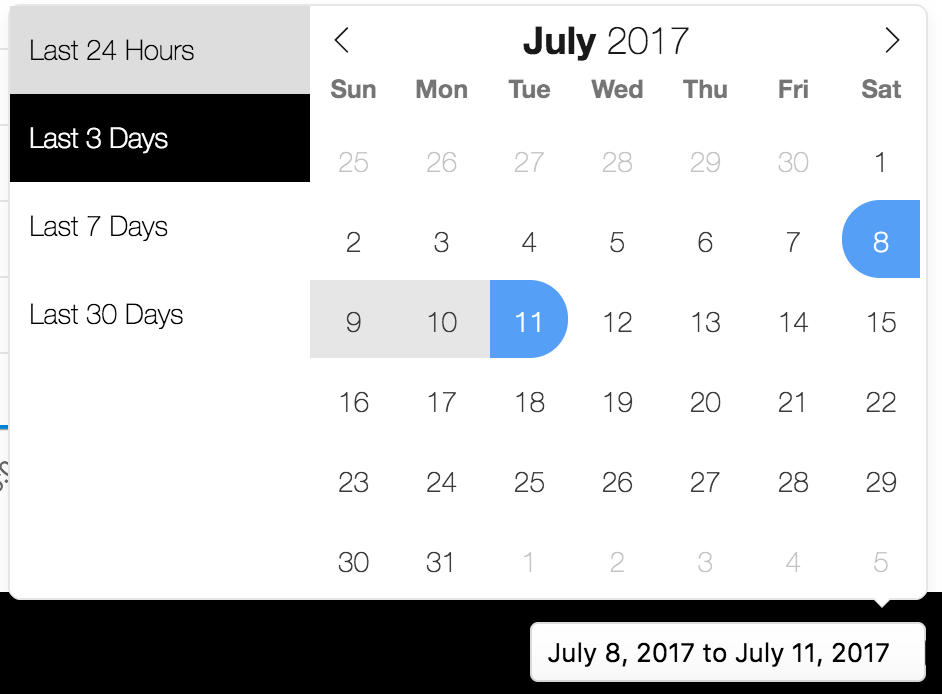 Last 24 Hours
Last 3 Days
Last 7 Days
Last 30 Days
July 2017
Sun Mon Tue Wed Thu Fri Sat
25 26 27 28 29 30 1
2 3 4 5 6 7 8
9 10 11 12 13 14 15
16 17 18 19 20 21 22
23 24 25 26 27 28 29
30 31 1 2 3 4 5
July 8, 2017 to July 11, 2017